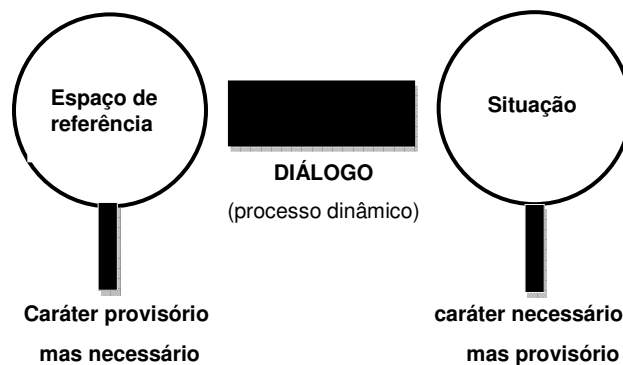 Espaço de
referência
Situação
DIÁLOGO
(processo dinâmico)
Caráter provisório
mas necessário
caráter necessário
mas provisório